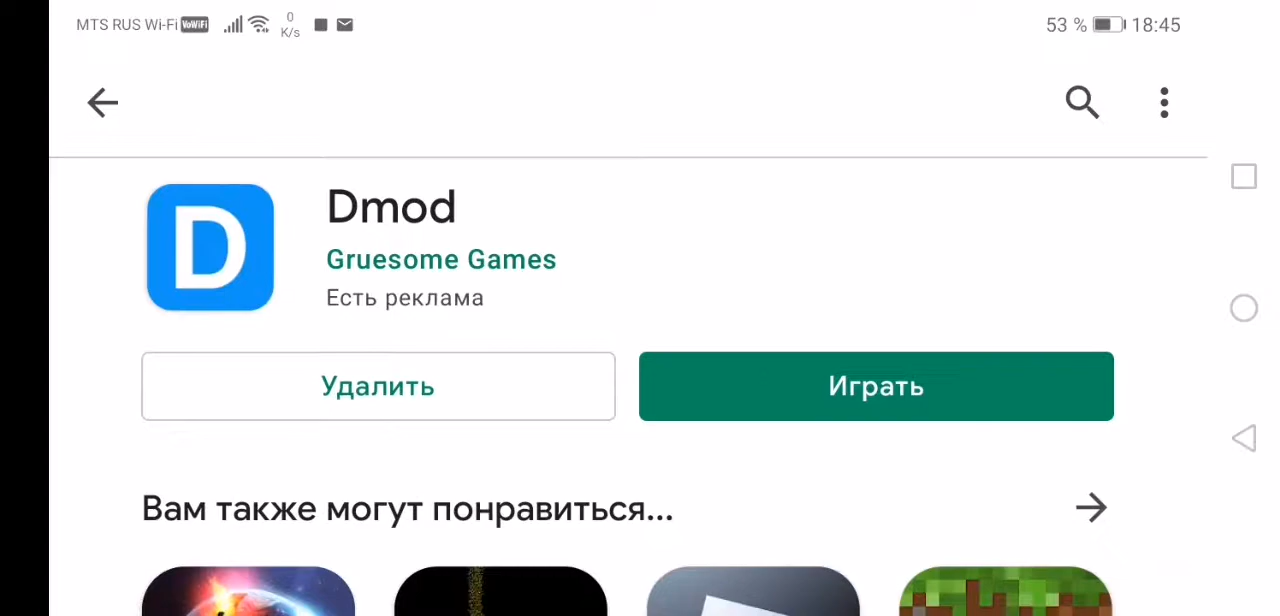 MTS RUS Wi-Fi VoWiFi 0 K/s 53 % 18:45
D
Dmod
Gruesome Games
Есть реклама
Удалить Играть
Вам также могут понравиться...